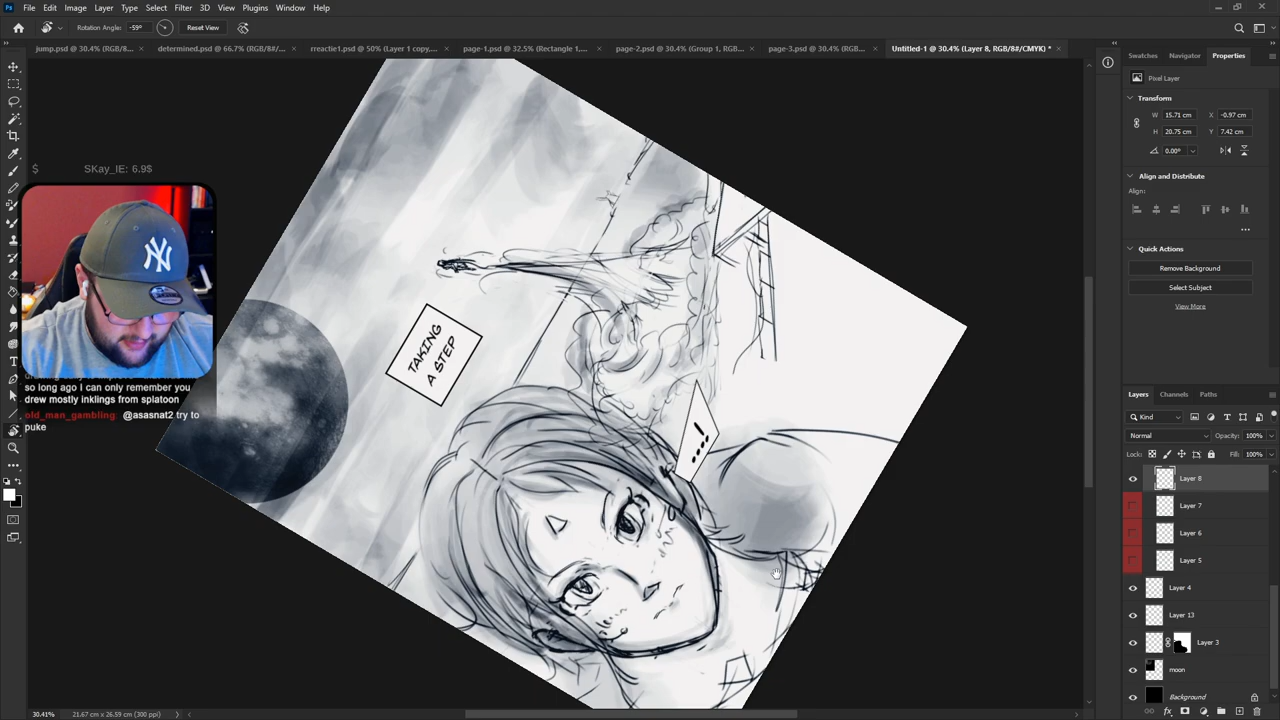 Ps File Edit Image Layer Type Select Filter 3D View Plugins Window Help
Rotation Angle: -59° Reset View
jump.psd @ 30.4% (RGB/8... × determined.psd @ 66.7% (RGB/8#/... × rreactie1.psd @ 50% (Layer 1 copy,... × page-1.psd @ 32.5% (Rectangle 1,... × page-2.psd @ 30.4% (Group 1, RGB/8... × page-3.psd @ 30.4% (RGB... × Untitled-1 @ 30.4% (Layer 8, RGB/8#/CMYK) * ×
$ SKay_IE: 6.9$
NY
so long ago I can only remember you
drew mostly inklings from splatoon
old_man_gambling: @asasnat2 try to
puke
TAKING
A STEP
...!
Swatches Navigator Properties
Pixel Layer
Transform
W 15.71 cm X -0.97 cm
H 20.75 cm Y 7.42 cm
0.00°
Align and Distribute
Align:
Quick Actions
Remove Background
Select Subject
View More
Layers Channels Paths
Kind
Normal Opacity: 100%
Lock: Fill: 100%
Layer 8
Layer 7
Layer 6
Layer 5
Layer 4
Layer 13
Layer 3
moon
Background
30.41% 21.67 cm x 26.59 cm (300 ppi)